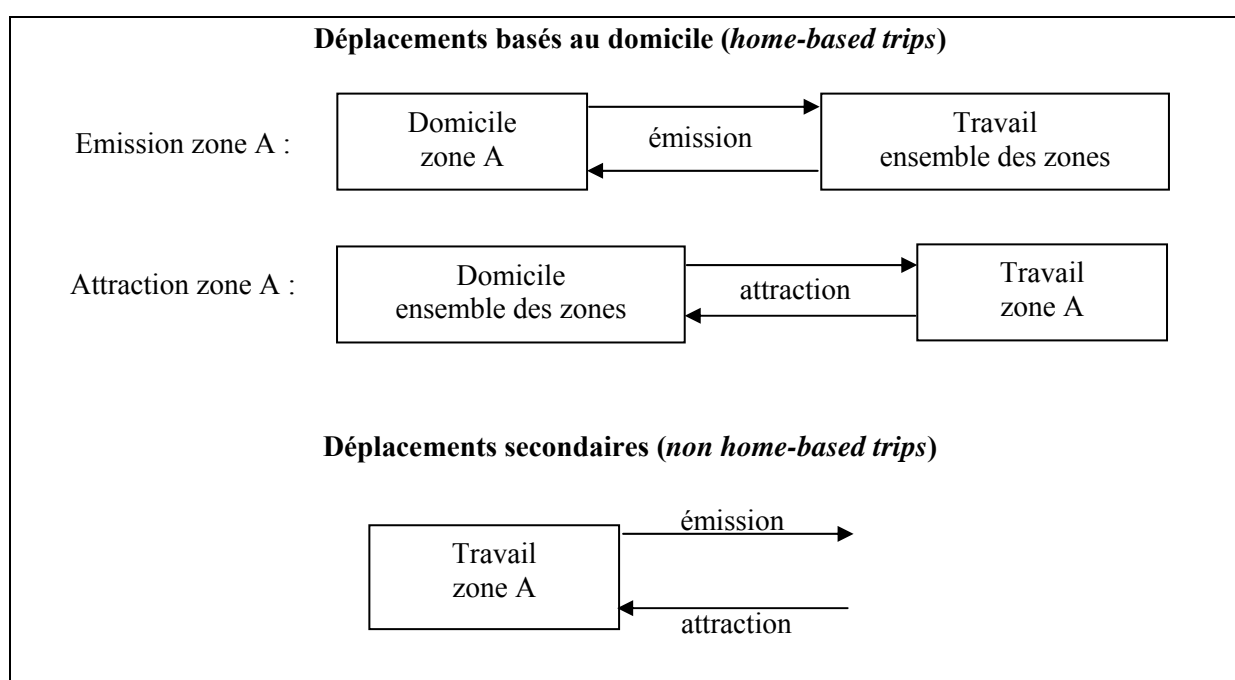 Déplacements basés au domicile (home-based trips)
Emission zone A :
Domicile
zone A
émission
Travail
ensemble des zones
Attraction zone A :
Domicile
ensemble des zones
attraction
Travail
zone A
Déplacements secondaires (non home-based trips)
Travail
zone A
émission
attraction